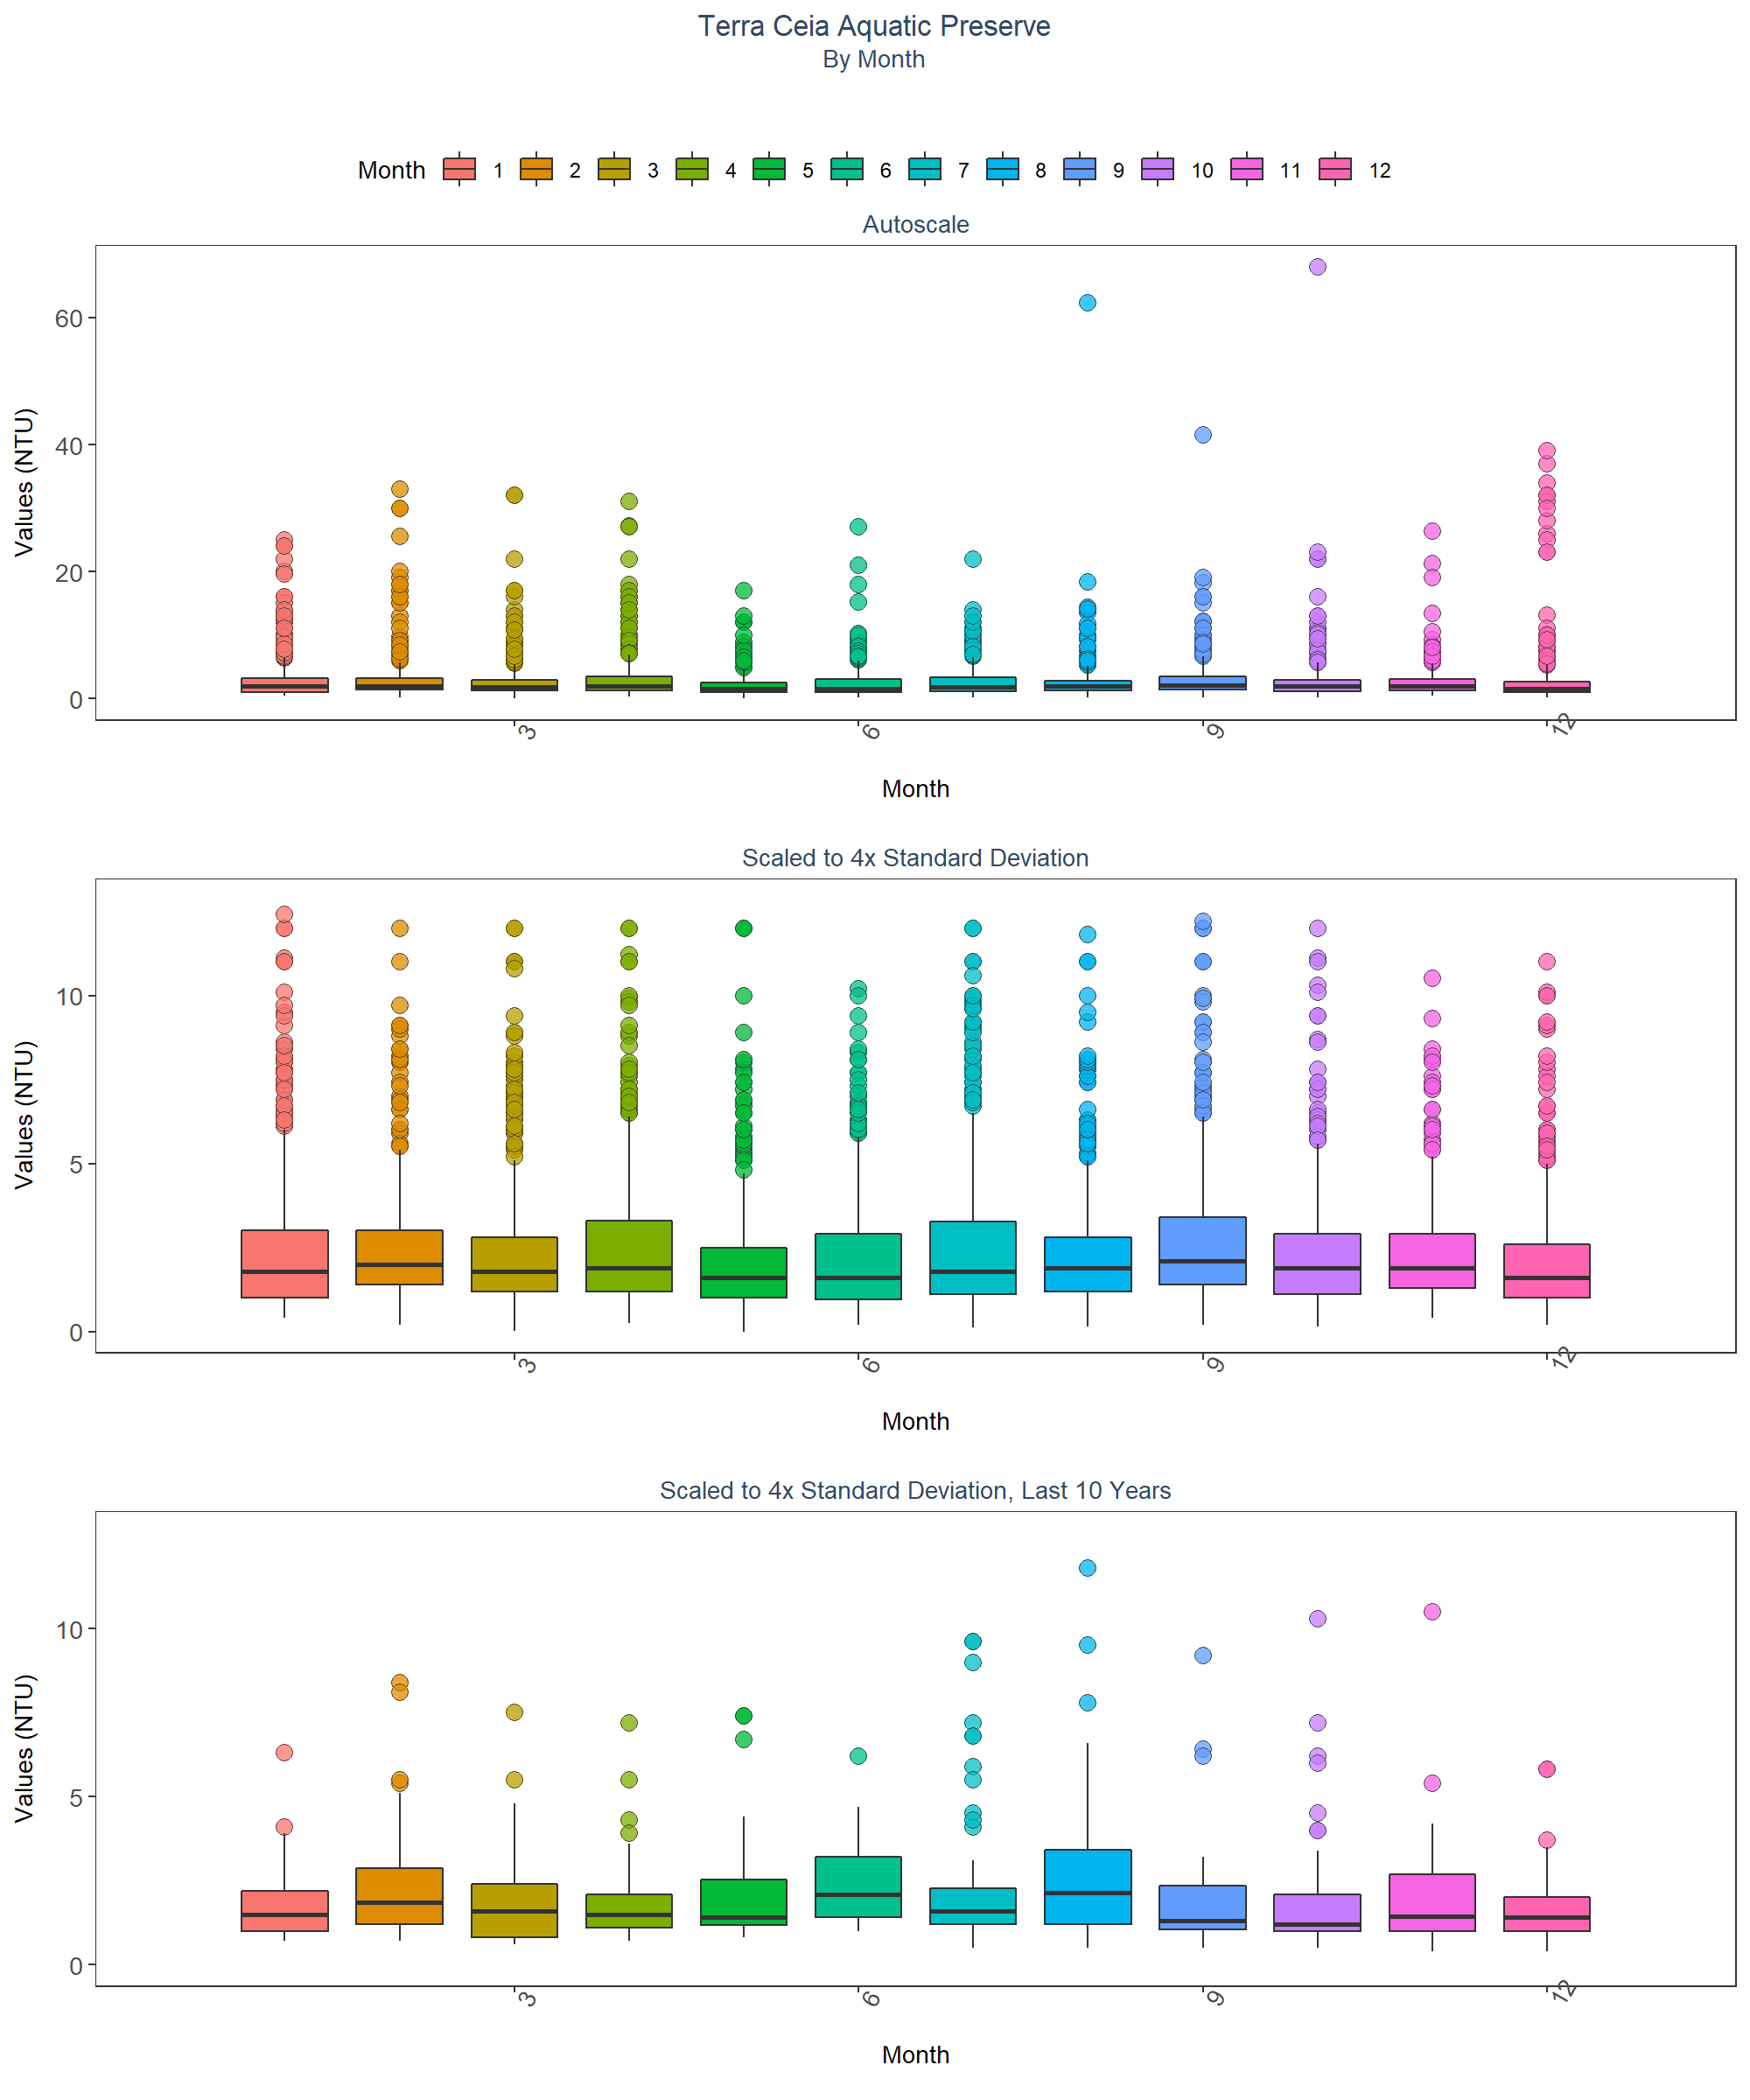 Terra Ceia Aquatic Preserve
By Month
Month 1 2 3 4 5 6 7 8 9 10 11 12
Autoscale
Values (NTU)
60
40
20
0
3 6 9 12
Month
Scaled to 4x Standard Deviation
Values (NTU)
10
5
0
3 6 9 12
Month
Scaled to 4x Standard Deviation, Last 10 Years
Values (NTU)
10
5
0
3 6 9 12
Month